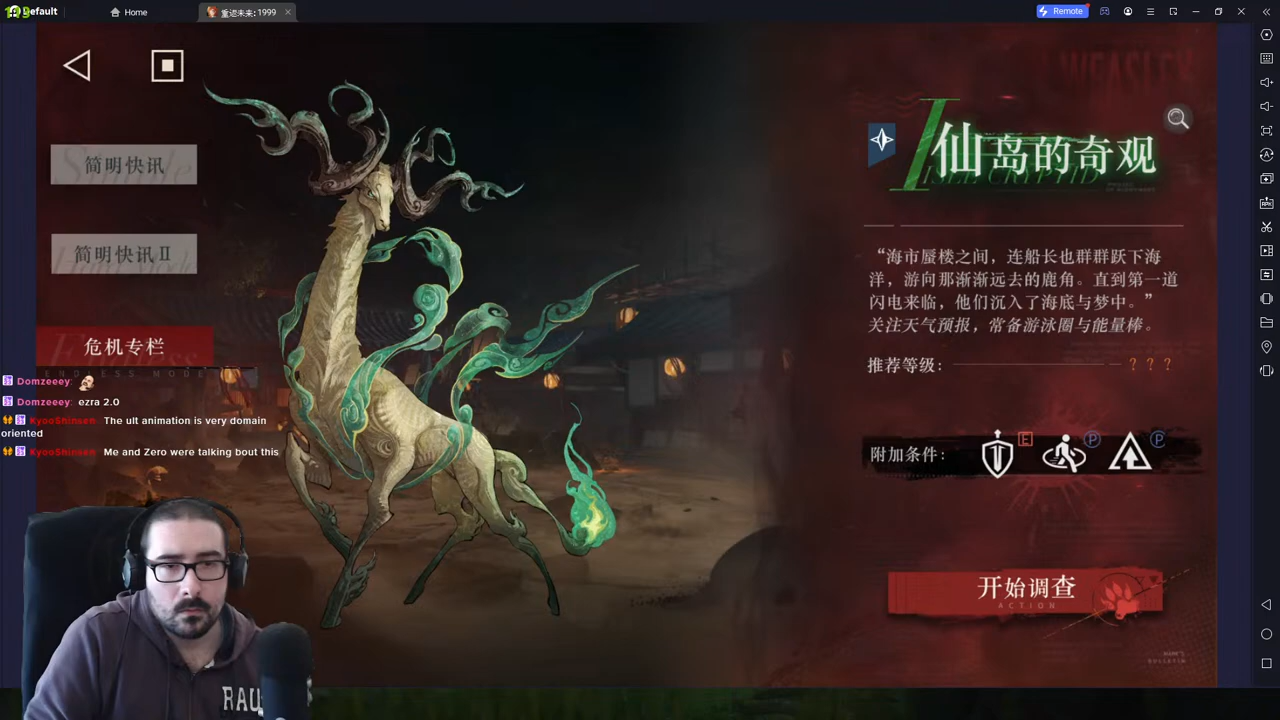 Default
Home
重返未来: 1999
Remote
简明快讯
简明快讯 II
危机专栏
ENDLESS MODE
仙岛的奇观
“海市蜃楼之间，连船长也群群跃下海
洋，游向那渐渐远去的鹿角。直到第一道
闪电来临，他们沉入了海底与梦中。”
关注天气预报，常备游泳圈与能量棒。
推荐等级:
? ? ?
附加条件:
E
P
P
开始调查
ACTION
BULLETIN
Domzeeey:
Domzeeey: ezra 2.0
KyooShinsen: The ult animation is very domain
oriented
KyooShinsen: Me and Zero were talking bout this
RAU